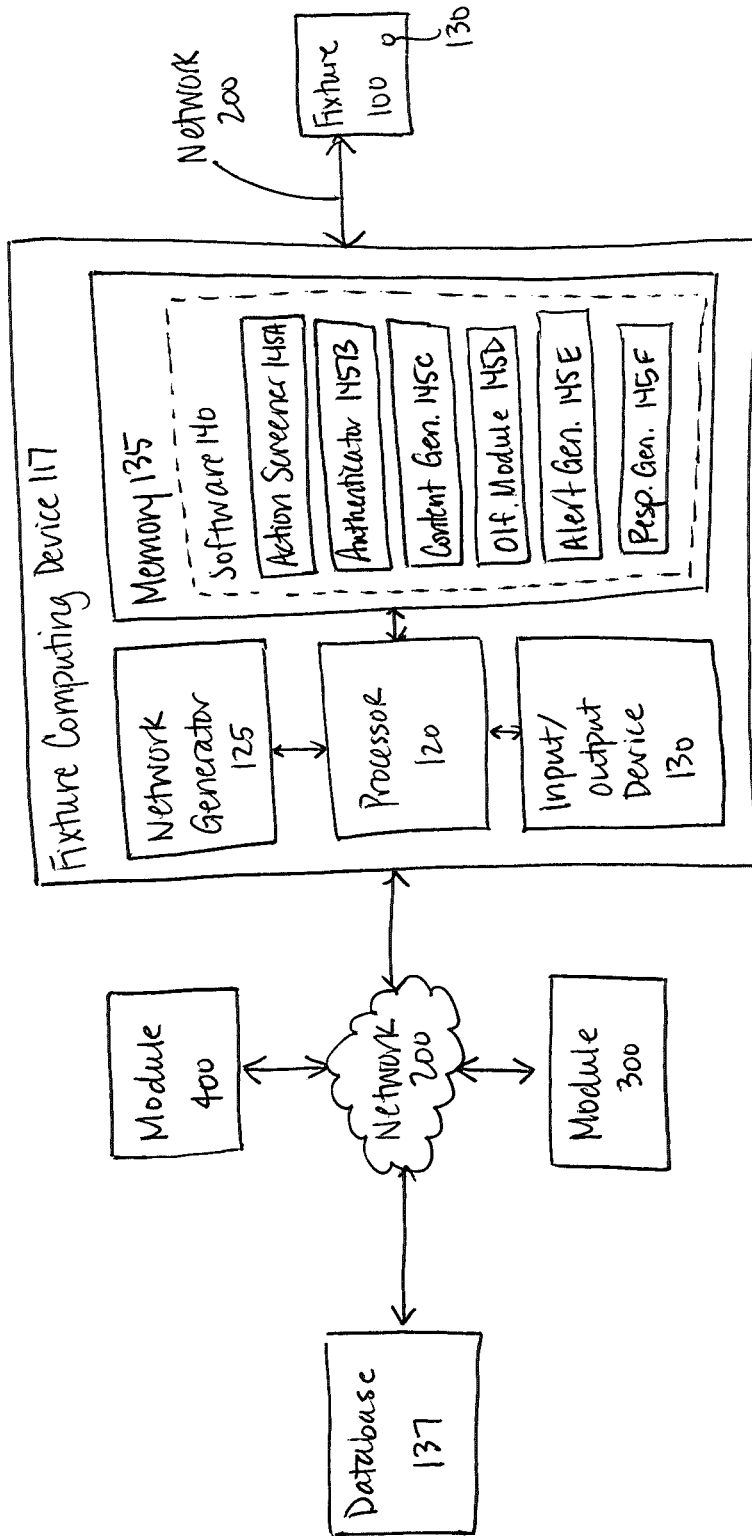 Fixture Computing Device 117
Network
Generator
125
Processor
120
Input/
Output
Device
130
Memory 135
Software 140
Action Screener 145A
Authenticator 145B
Content Gen. 145C
Olf. Module 145D
Alert Gen. 145E
Resp. Gen. 145F
Network
200
Fixture
100
130
Module
400
Network
200
Module
300
Database
137